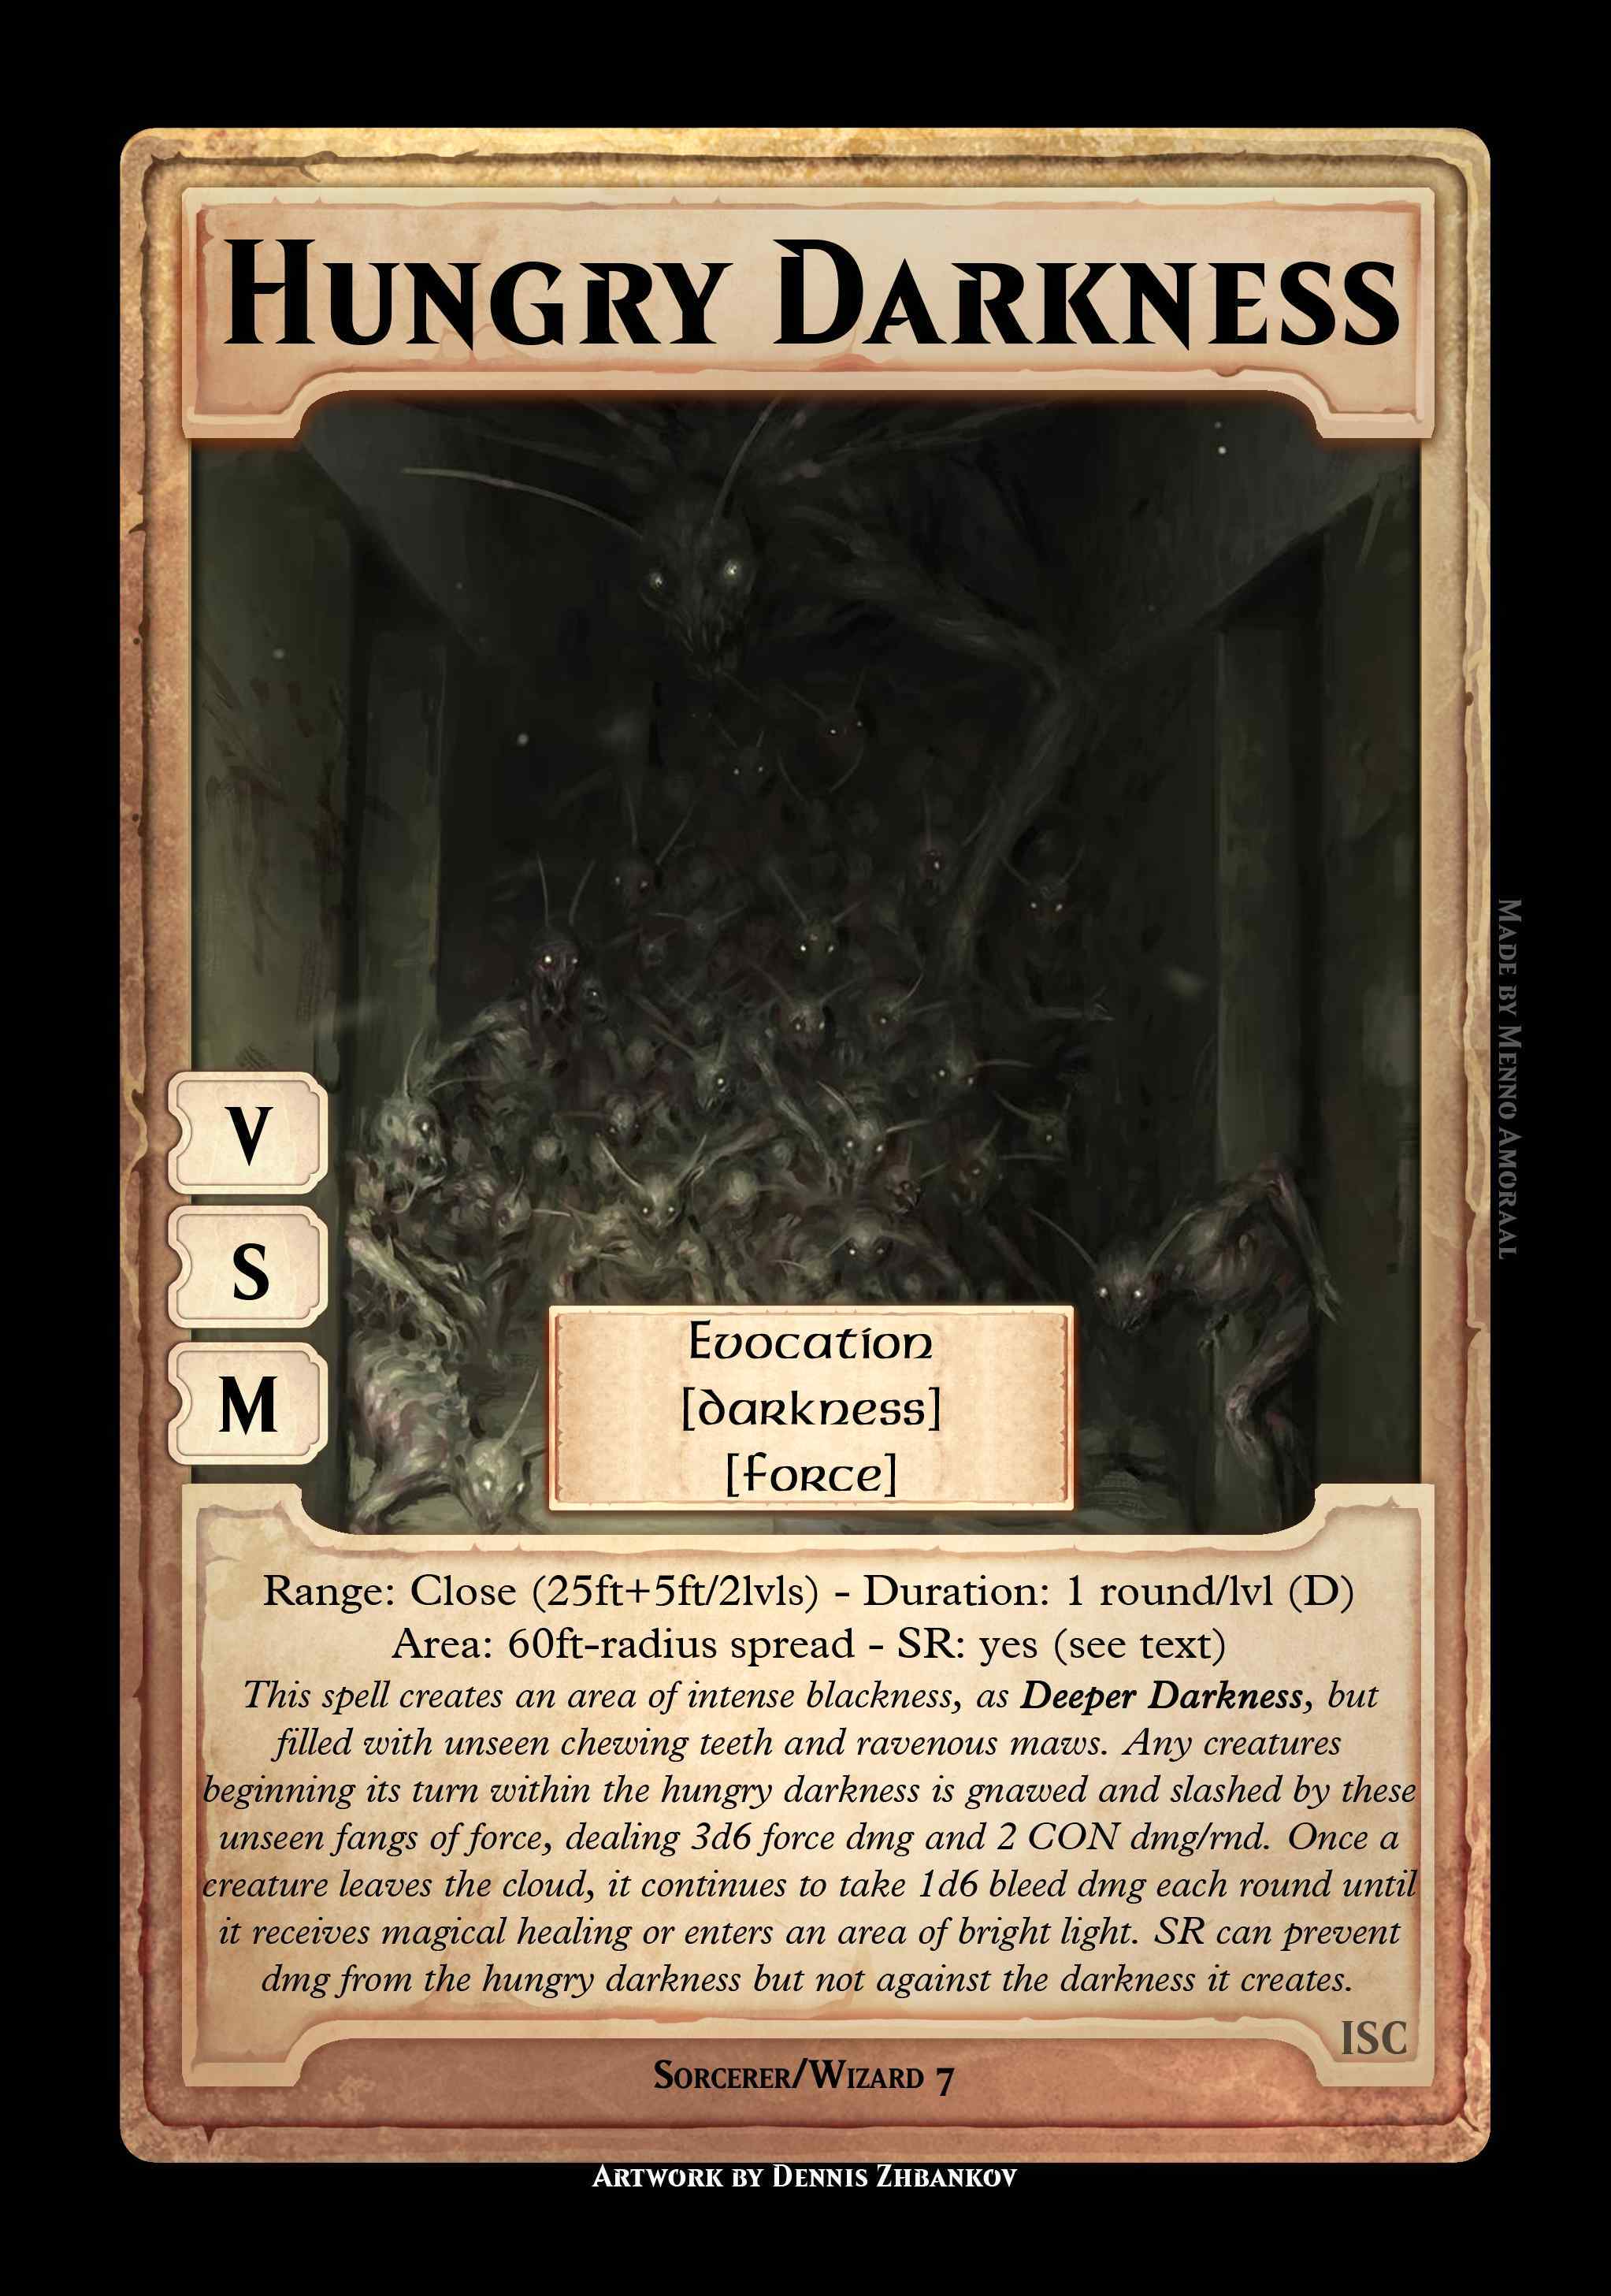 Hungry Darkness
V
S
M
Evocation
[darkness]
[force]
Range: Close (25ft+5ft/2lvls) - Duration: 1 round/lvl (D)
Area: 60ft-radius spread - SR: yes (see text)
This spell creates an area of intense blackness, as Deeper Darkness, but
filled with unseen chewing teeth and ravenous maws. Any creatures
beginning its turn within the hungry darkness is gnawed and slashed by these
unseen fangs of force, dealing 3d6 force dmg and 2 CON dmg/rnd. Once a
creature leaves the cloud, it continues to take 1d6 bleed dmg each round until
it receives magical healing or enters an area of bright light. SR can prevent
dmg from the hungry darkness but not against the darkness it creates.
ISC
Sorcerer/Wizard 7
Artwork by Dennis Zhbankov
Made by Menno Amoraal